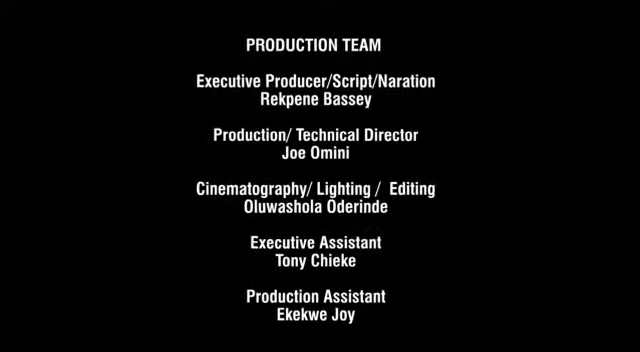 PRODUCTION TEAM
Executive Producer/Script/Naration
Rekpene Bassey
Production/ Technical Director
Joe Omini
Cinematography/ Lighting / Editing
Oluwashola Oderinde
Executive Assistant
Tony Chieke
Production Assistant
Ekekwe Joy